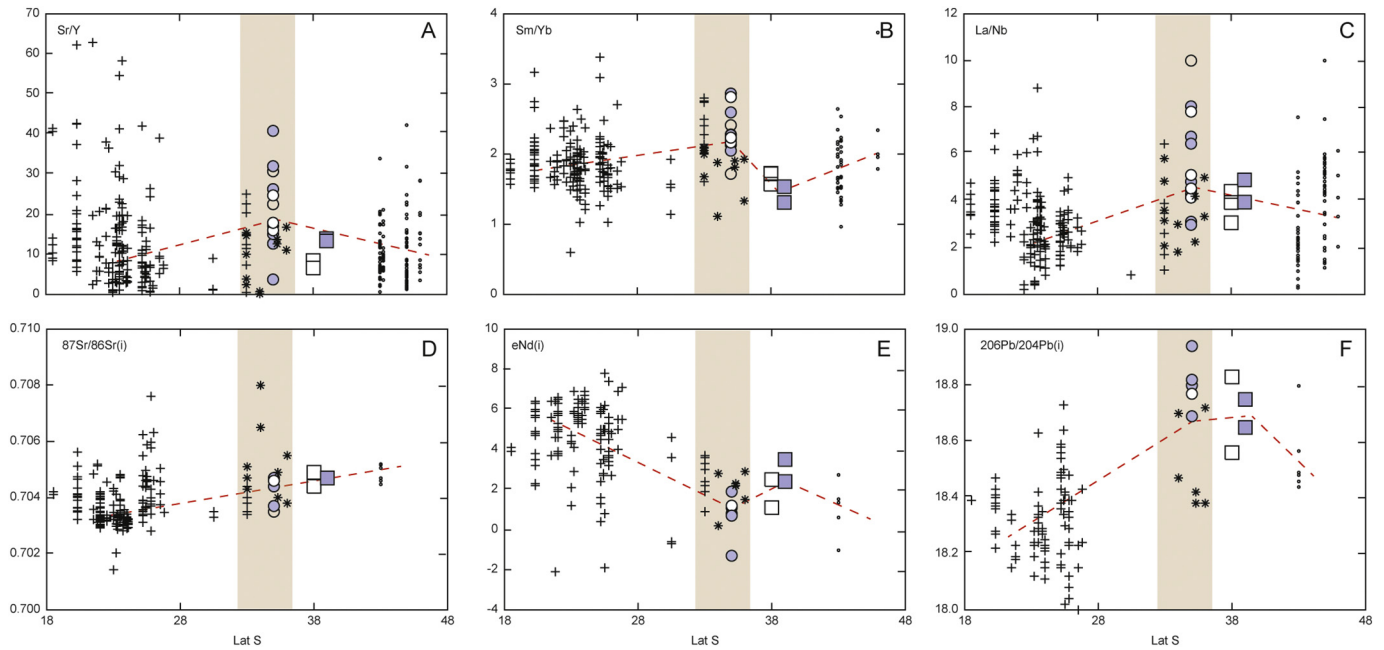 70 Sr/Y A
60
50
40
30
20
10
0
4 Sm/Yb B
3
2
1
0
12 La/Nb C
10
8
6
4
2
0
0.710 87Sr/86Sr(i) D
0.708
0.706
0.704
0.702
0.700
18 28 38 48
Lat S
10 eNd(i) E
8
6
4
2
0
-2
-4
18 28 38 48
Lat S
19.0 206Pb/204Pb(i) F
18.8
18.6
18.4
18.2
18.0
18 28 38 48
Lat S